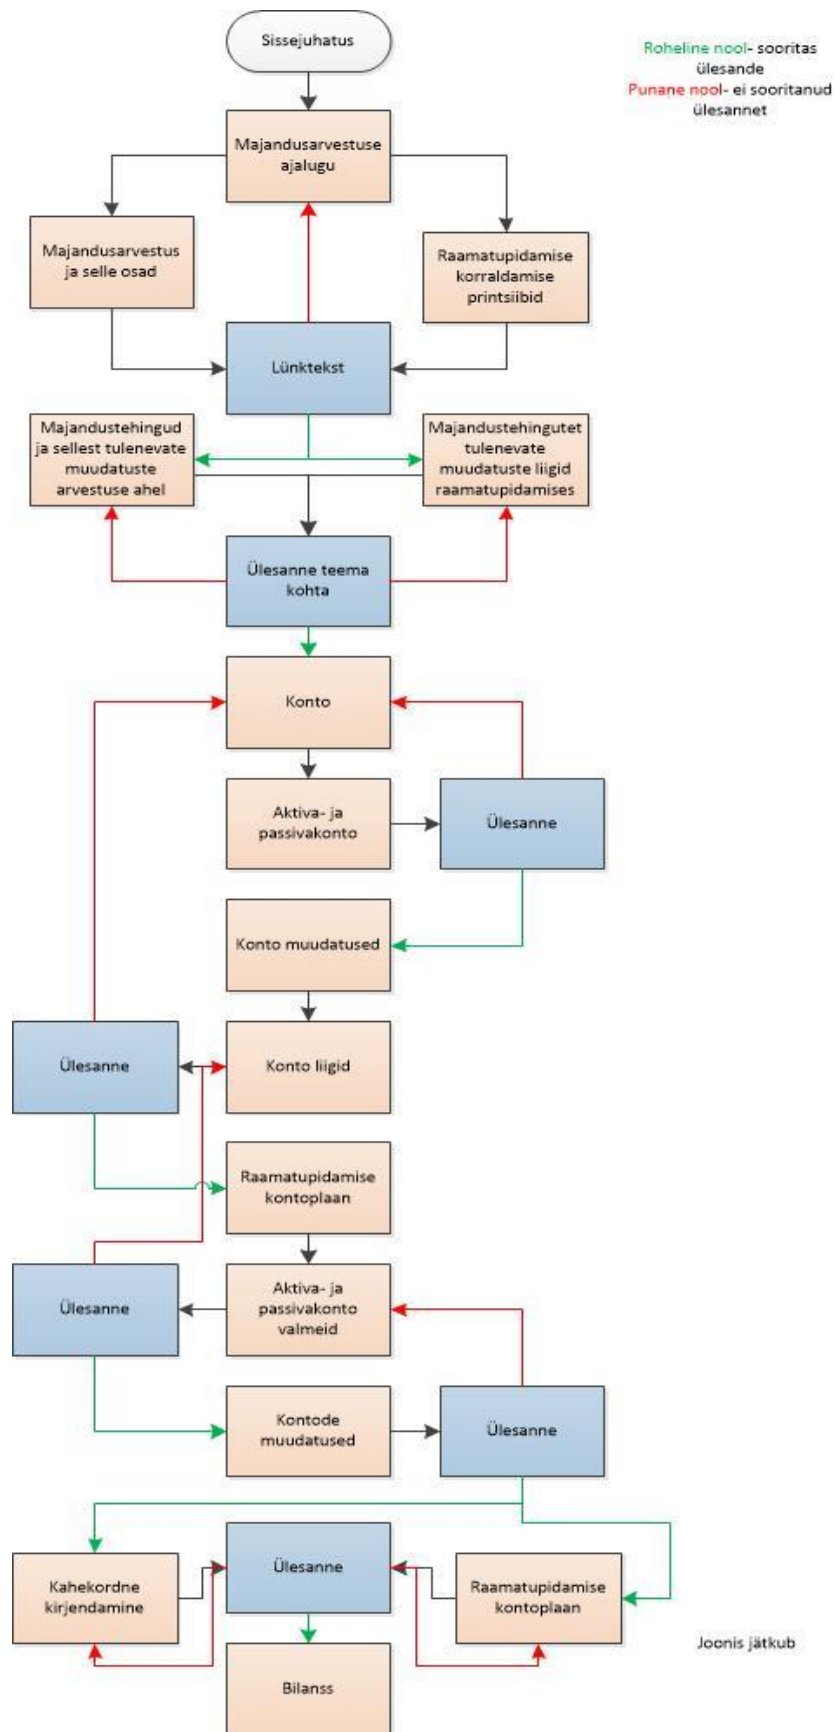 Sissejuhatus
Roheline nool- sooritas
ülesande
Punane nool- ei sooritanud
ülesannet
Majandusarvestuse
ajalugu
Majandusarvestus
ja selle osad
Raamatupidamise
korraldamise
printsiibid
Lünktekst
Majandustehingud
ja sellest tulenevate
muudatuste
arvestuse ahel
Majandustehingutet
tulenevate
muudatuste liigid
raamatupidamises
Ülesanne teema
kohta
Konto
Aktiva- ja
passivakonto
Ülesanne
Konto muudatused
Ülesanne
Konto liigid
Raamatupidamise
kontoplaan
Ülesanne
Aktiva- ja
passivakonto
valmeid
Kontode
muudatused
Ülesanne
Kahekordne
kirjendamine
Ülesanne
Raamatupidamise
kontoplaan
Joonis jätkub
Bilanss